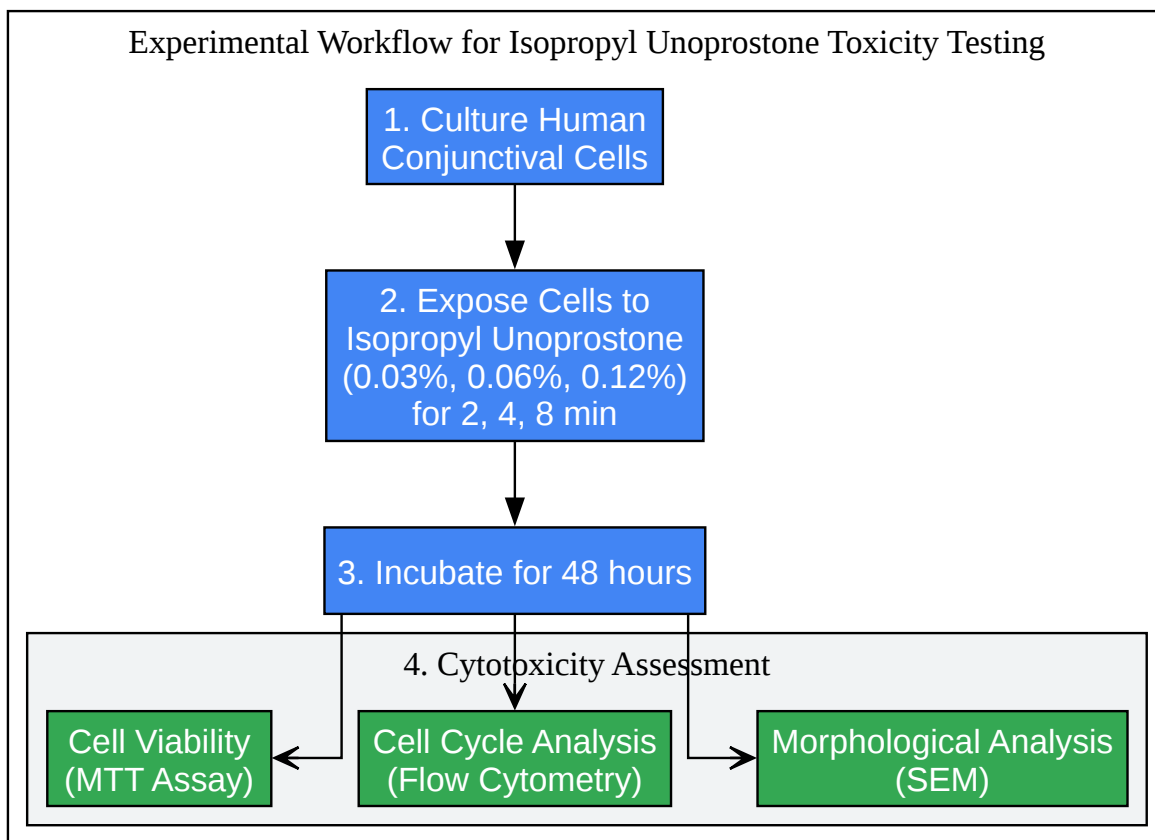 Experimental Workflow for Isopropyl Unoprostone Toxicity Testing
1. Culture Human
Conjunctival Cells
2. Expose Cells to
Isopropyl Unoprostone
(0.03%, 0.06%, 0.12%)
for 2, 4, 8 min
3. Incubate for 48 hours
4. Cytotoxicity Assessment
Cell Viability
(MTT Assay)
Cell Cycle Analysis
(Flow Cytometry)
Morphological Analysis
(SEM)